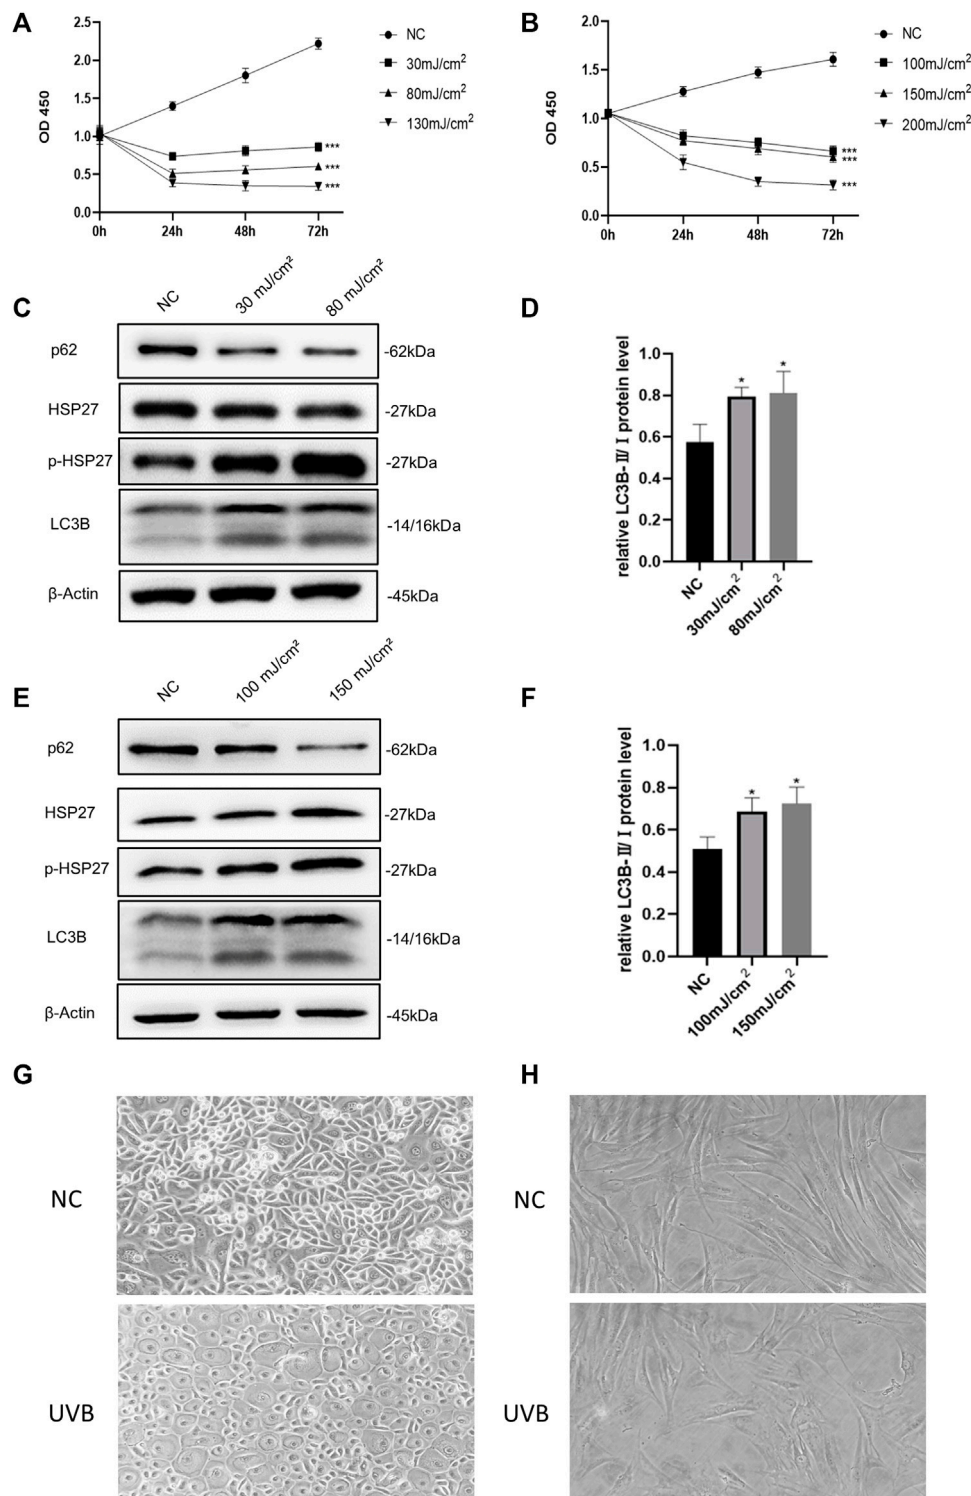 A
2.5
2.0
1.5
1.0
0.5
0.0
OD 450
0h 24h 48h 72h
***
***
***
NC
30mJ/cm²
80mJ/cm²
130mJ/cm²
B
2.0
1.5
1.0
0.5
0.0
OD 450
0h 24h 48h 72h
***
***
***
NC
100mJ/cm²
150mJ/cm²
200mJ/cm²
C
NC 30 mJ/cm² 80 mJ/cm²
p62 -62kDa
HSP27 -27kDa
p-HSP27 -27kDa
LC3B -14/16kDa
β-Actin -45kDa
D
relative LC3B-Ⅱ/Ⅰ protein level
1.0
0.8
0.6
0.4
0.2
0.0
* *
NC 30mJ/cm² 80mJ/cm²
E
NC 100 mJ/cm² 150 mJ/cm²
p62 -62kDa
HSP27 -27kDa
p-HSP27 -27kDa
LC3B -14/16kDa
β-Actin -45kDa
F
relative LC3B-Ⅱ/Ⅰ protein level
1.0
0.8
0.6
0.4
0.2
0.0
* *
NC 100mJ/cm² 150mJ/cm²
G
NC
UVB
H
NC
UVB